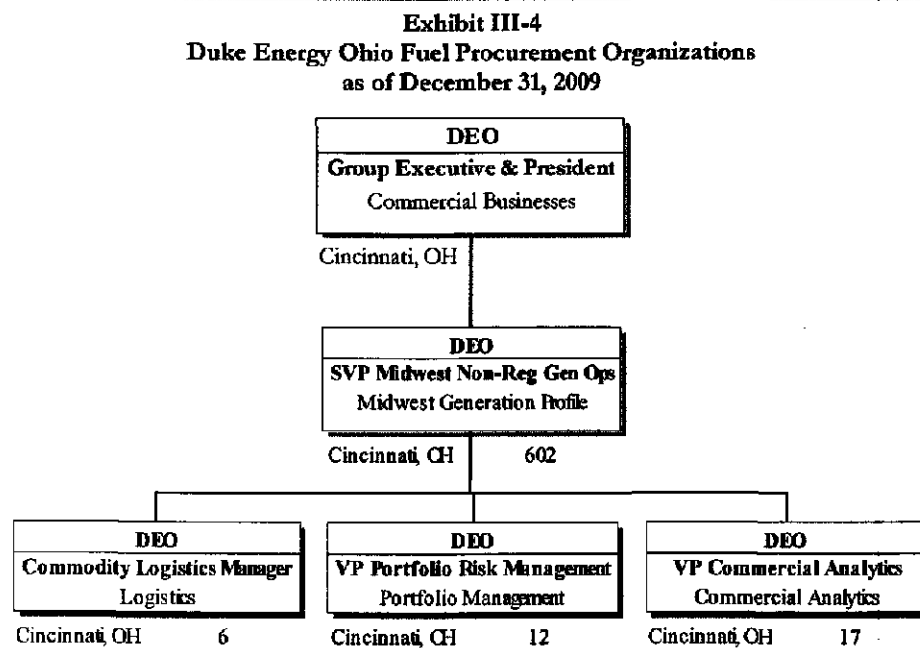 Exhibit III-4
Duke Energy Ohio Fuel Procurement Organizations
as of December 31, 2009
DEO
Group Executive & President
Commercial Businesses
Cincinnati, OH
DEO
SVP Midwest Non-Reg Gen Ops
Midwest Generation Profile
Cincinnati, OH 602
DEO
Commodity Logistics Manager
Logistics
Cincinnati, OH 6
DEO
VP Portfolio Risk Management
Portfolio Management
Cincinnati, OH 12
DEO
VP Commercial Analytics
Commercial Analytics
Cincinnati, OH 17